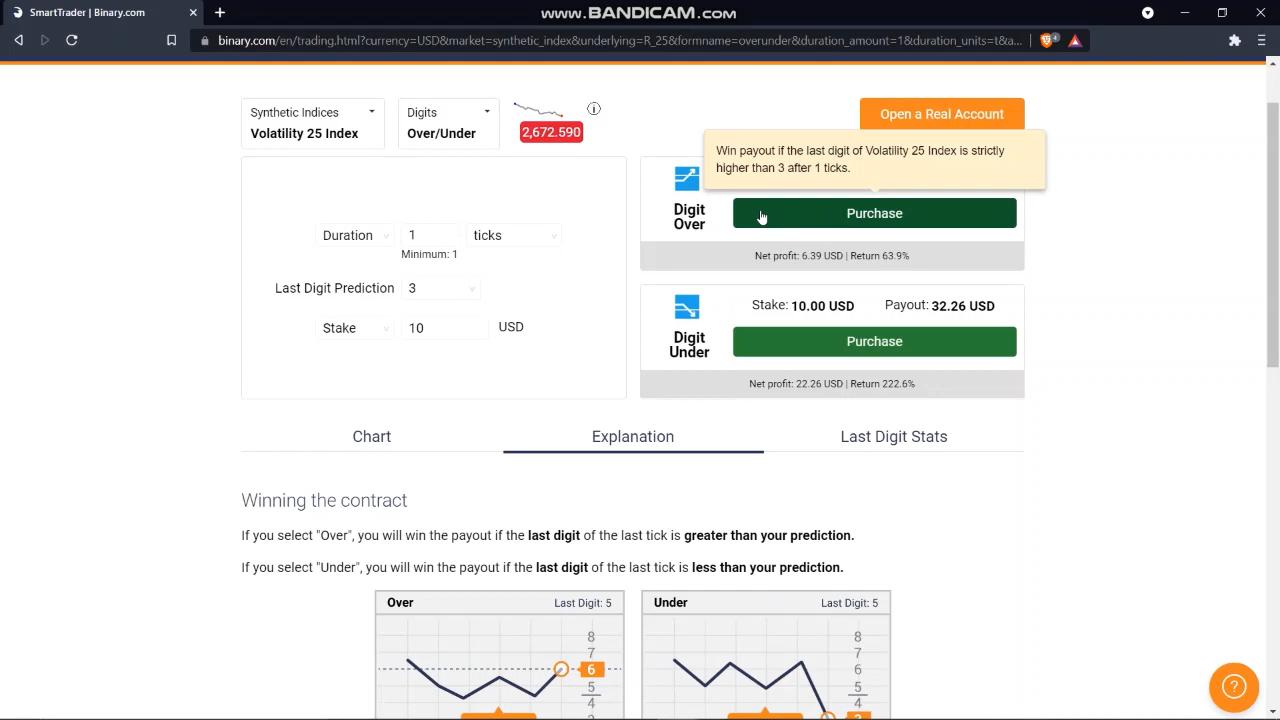 SmartTrader | Binary.com
www.BANDICAM.com
binary.com/en/trading.html?currency=USD&market=synthetic_index&underlying=R_25&formname=overunder&duration_amount=1&duration_units=t&a...
4
Synthetic Indices
Volatility 25 Index
Digits
Over/Under
2,672.590
Open a Real Account
Win payout if the last digit of Volatility 25 Index is strictly
higher than 3 after 1 ticks.
Digit
Over
Purchase
Net profit: 6.39 USD | Return 63.9%
Duration
1
ticks
Minimum: 1
Last Digit Prediction
3
Stake
10
USD
Stake: 10.00 USD
Payout: 32.26 USD
Digit
Under
Purchase
Net profit: 22.26 USD | Return 222.6%
Chart
Explanation
Last Digit Stats
Winning the contract
If you select "Over", you will win the payout if the last digit of the last tick is greater than your prediction.
If you select "Under", you will win the payout if the last digit of the last tick is less than your prediction.
Over
Last Digit: 5
8
7
6
5
4
Under
Last Digit: 5
8
7
6
5
4